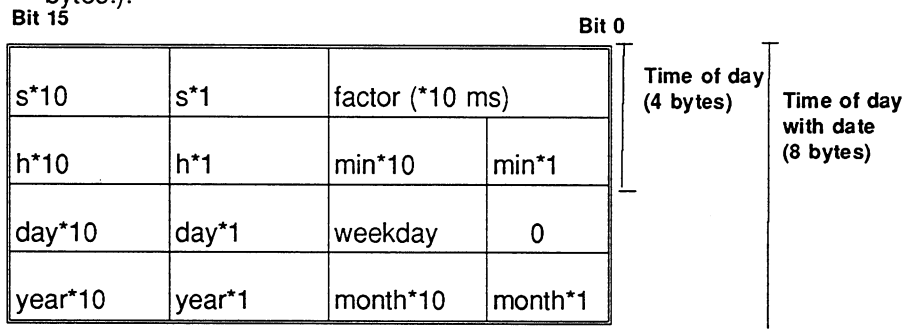 bytes.).
Bit 15 Bit 0
s*10 s*1 factor (*10 ms)
h*10 h*1 min*10 min*1
day*10 day*1 weekday 0
year*10 year*1 month*10 month*1
Time of day
(4 bytes)
Time of day
with date
(8 bytes)